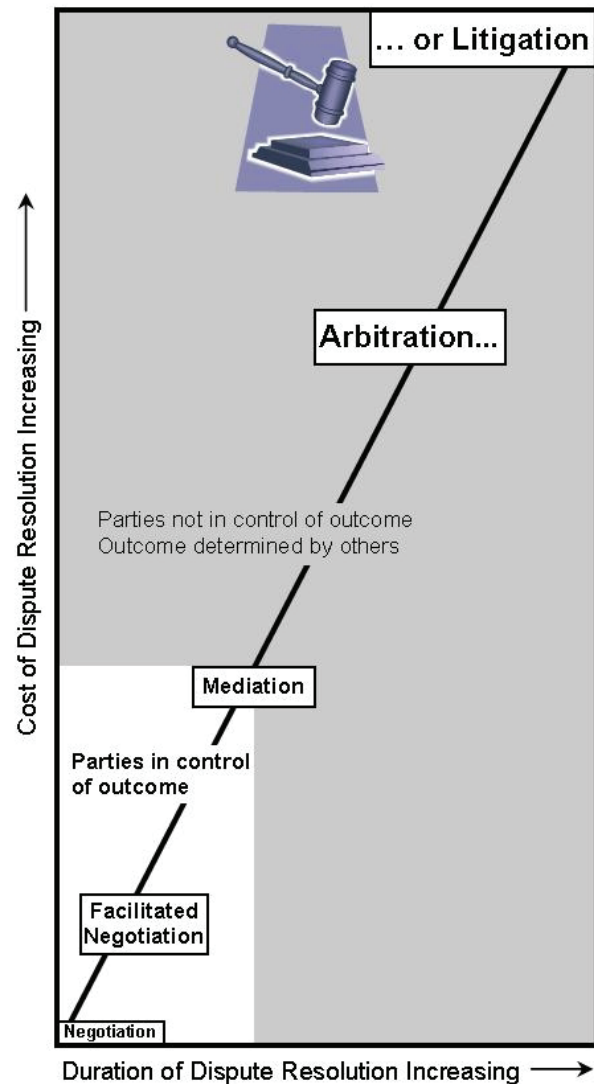 ... or Litigation
Arbitration...
Parties not in control of outcome
Outcome determined by others
Mediation
Parties in control
of outcome
Facilitated
Negotiation
Negotiation
Cost of Dispute Resolution Increasing
Duration of Dispute Resolution Increasing